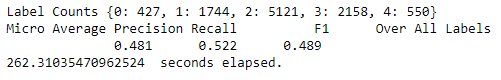 Label Counts {0: 427, 1: 1744, 2: 5121, 3: 2158, 4: 550}
Micro Average Precision Recall F1 Over All Labels
0.481 0.522 0.489
262.31035470962524 seconds elapsed.